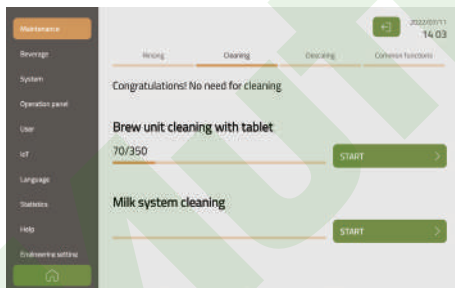 Maintenance
Beverage
System
Operation panel
User
IoT
Language
Statistics
Help
Engineering setting
2022/07/11
14 03
Rinsing
Cleaning
Descaling
Common functions
Congratulations! No need for cleaning
Brew unit cleaning with tablet
70/350
START
Milk system cleaning
START